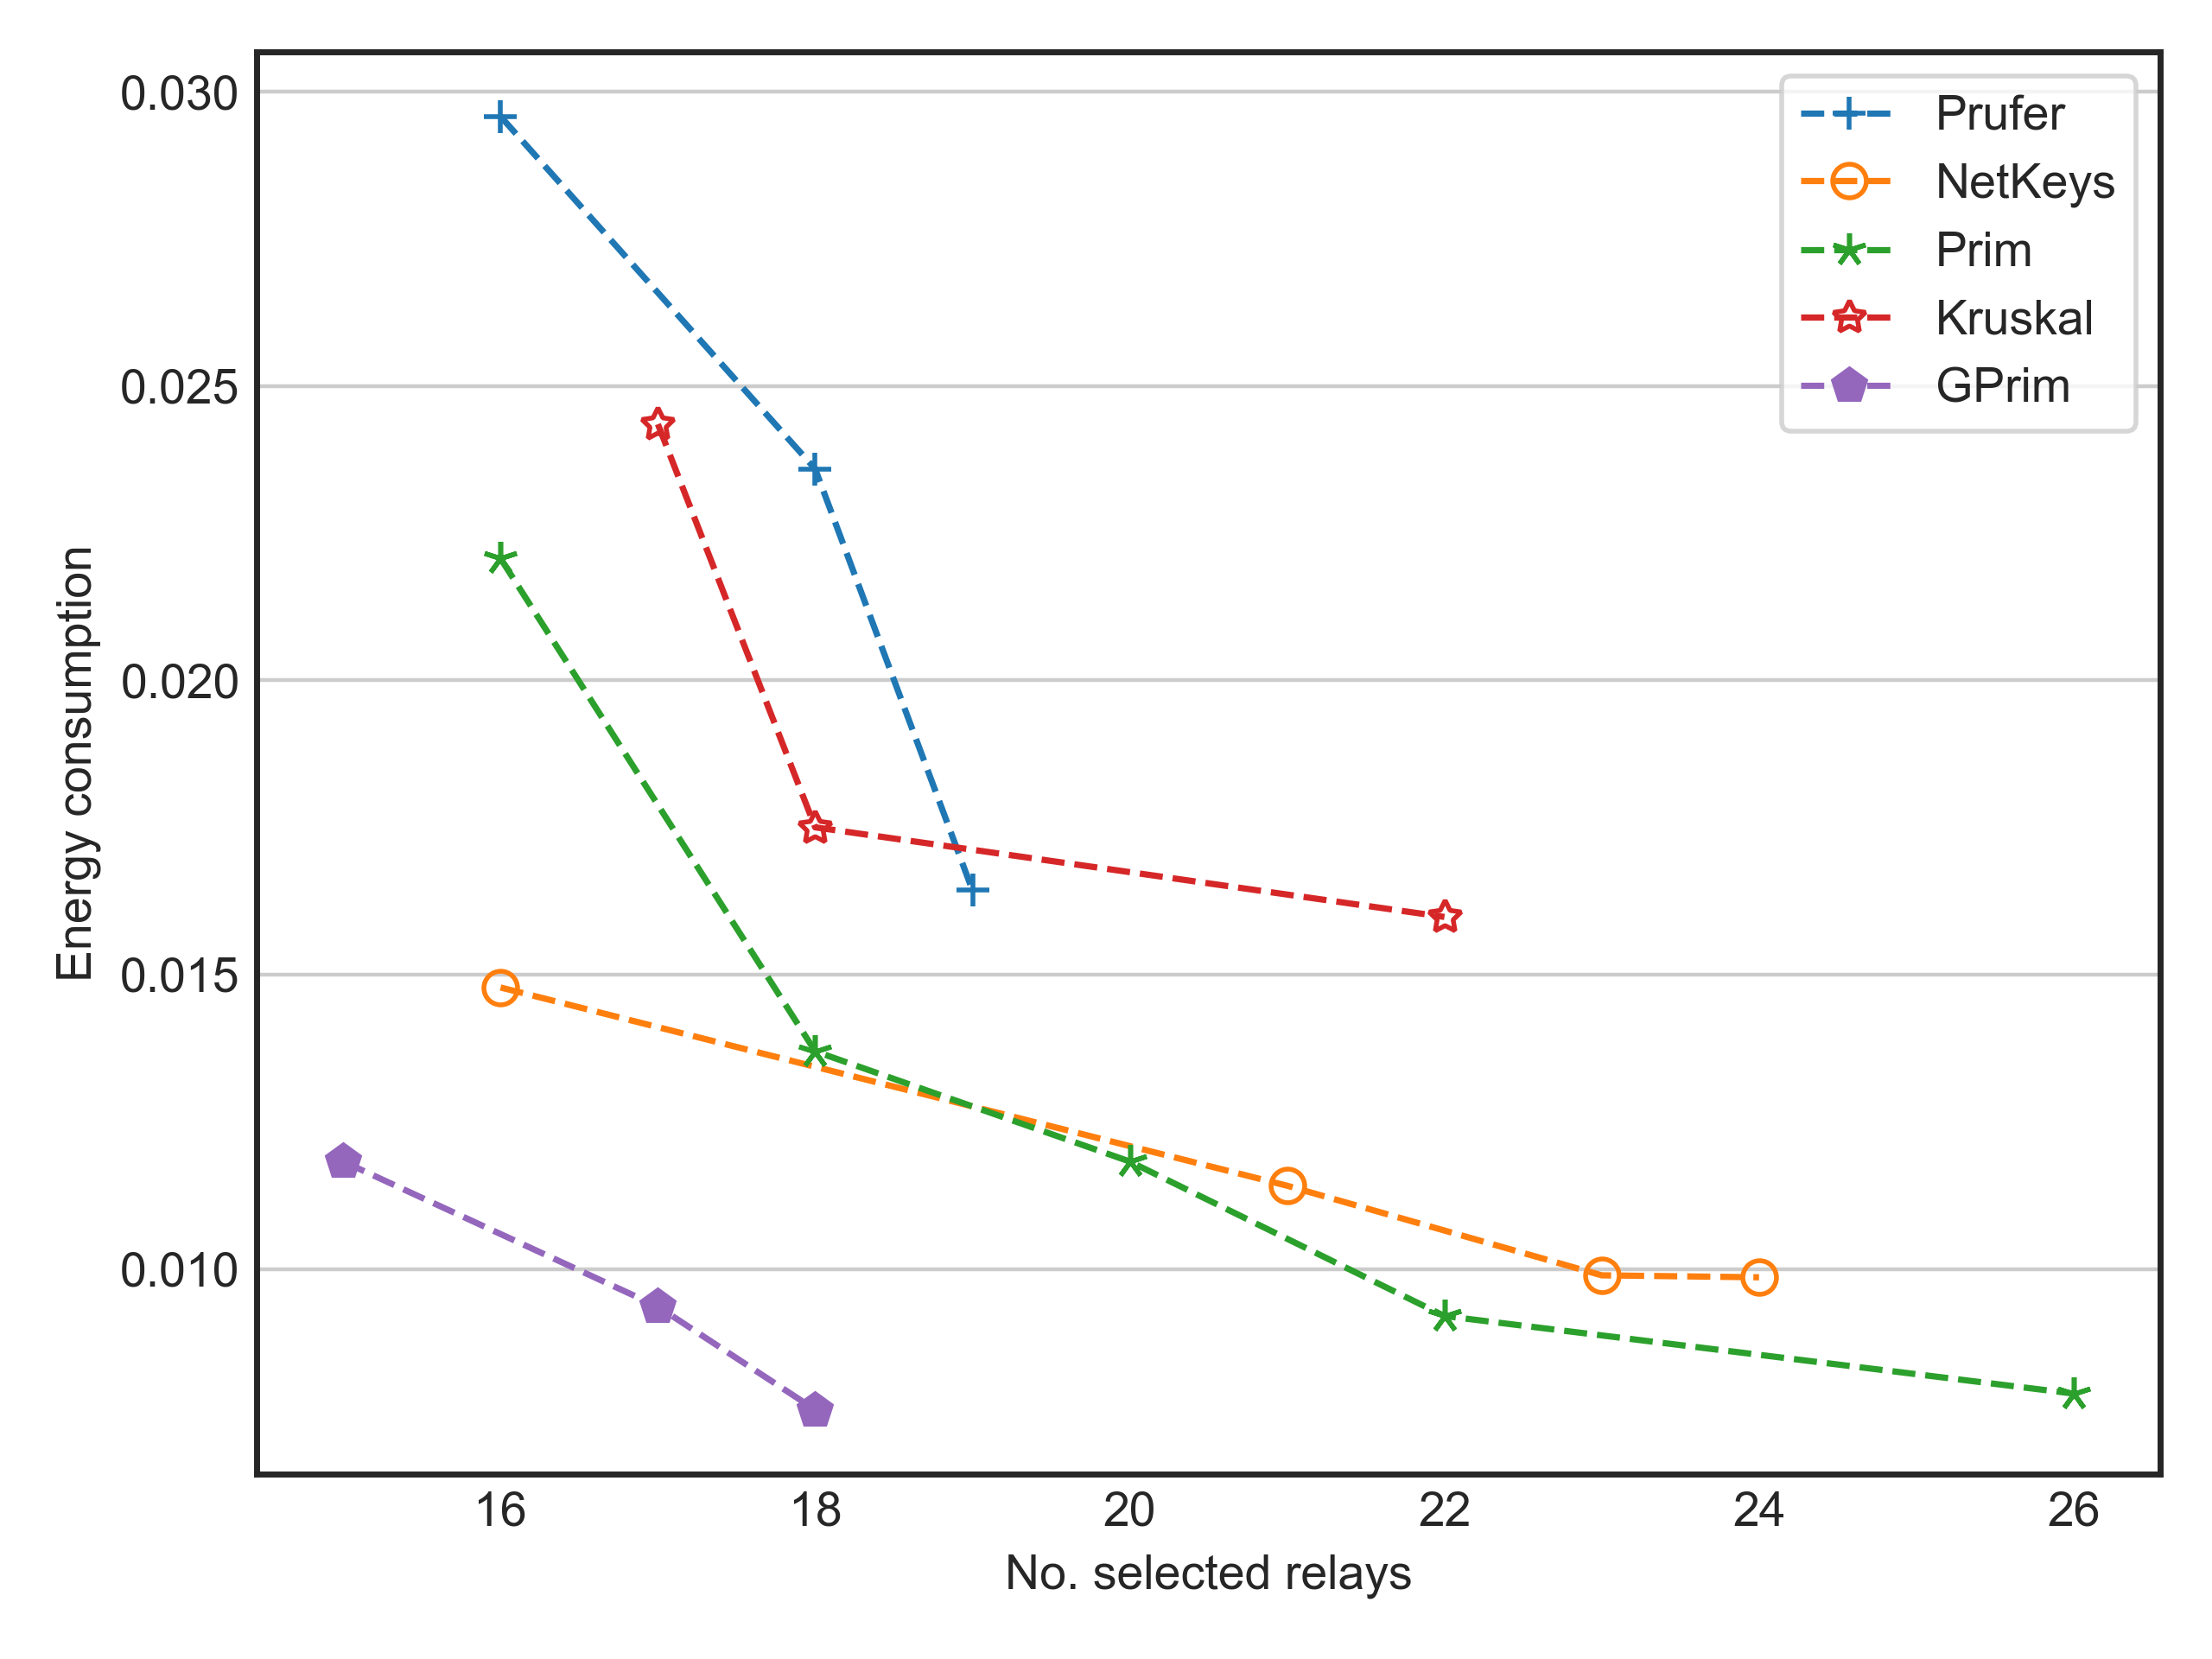 0.030
0.025
0.020
0.015
0.010
Energy consumption
16 18 20 22 24 26
No. selected relays
Prufer
NetKeys
Prim
Kruskal
GPrim